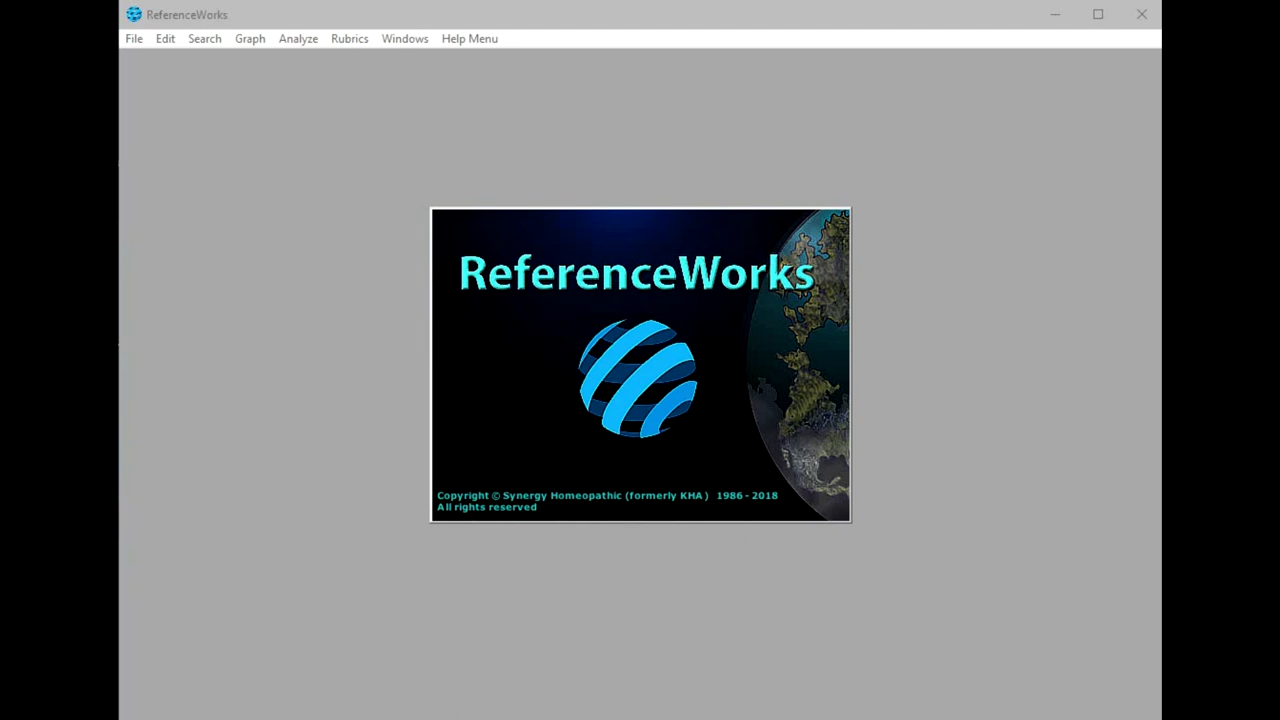 ReferenceWorks
File Edit Search Graph Analyze Rubrics Windows Help Menu
ReferenceWorks
Copyright © Synergy Homeopathic (formerly KHA ) 1986 - 2018
All rights reserved